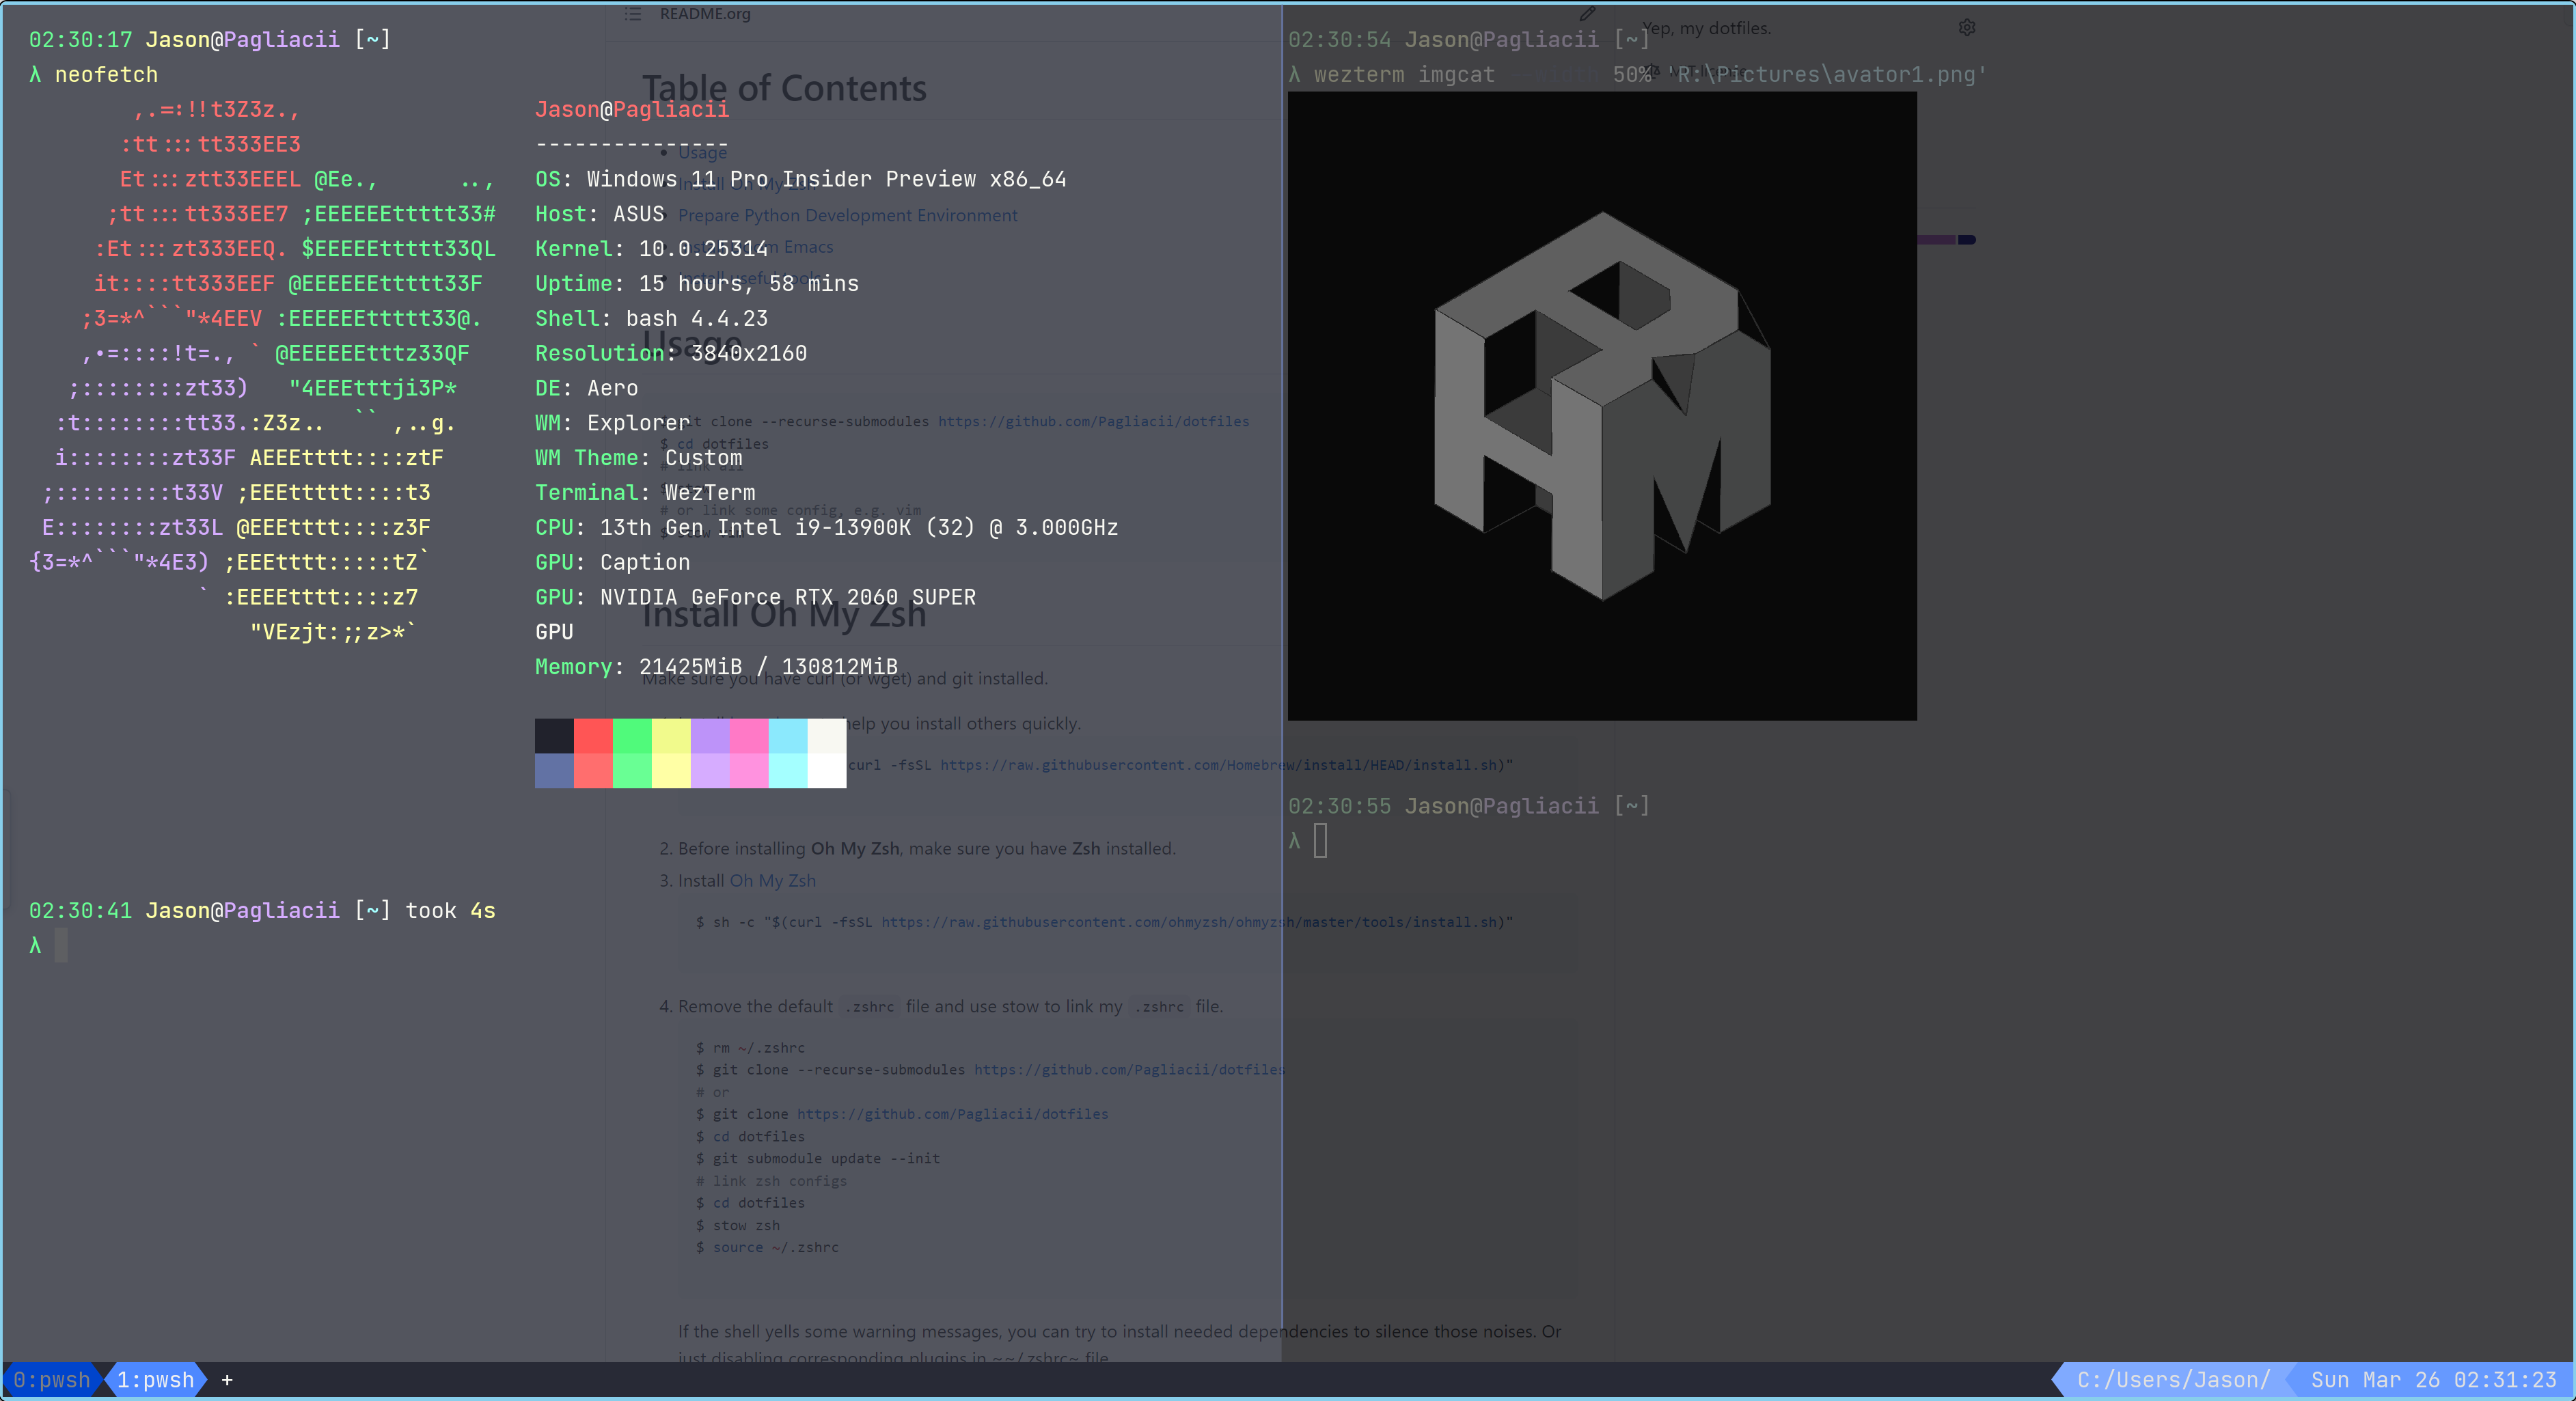 02:30:17 Jason@Pagliacii [~]
λ neofetch
,.=:!!t3Z3z.,
:tt:::tt333EE3
Et:::ztt33EEEL @Ee., ..,
;tt:::tt333EE7 ;EEEEEEttttt33#
:Et:::zt333EEQ. $EEEEEttttt33QL
it::::tt333EEF @EEEEEEttttt33F
;3=*^```"*4EEV :EEEEEEttttt33@.
,•=::::!t=., ` @EEEEEEtttz33QF
;::::::::zt33) "4EEEtttji3P*
:t::::::::tt33.:Z3z.. `` ,..g.
i::::::::zt33F AEEEtttt::::ztF
;:::::::::t33V ;EEEttttt::::t3
E::::::::zt33L @EEEtttt::::z3F
{3=*^```"*4E3) ;EEEtttt:::::tZ`
` :EEEEtttt::::z7
"VEzjt:;;z>*`
Jason@Pagliacii
---------------
OS: Windows 11 Pro Insider Preview x86_64
Host: ASUS
Kernel: 10.0.25314
Uptime: 15 hours, 58 mins
Shell: bash 4.4.23
Resolution: 3840x2160
DE: Aero
WM: Explorer
WM Theme: Custom
Terminal: WezTerm
CPU: 13th Gen Intel i9-13900K (32) @ 3.000GHz
GPU: Caption
GPU: NVIDIA GeForce RTX 2060 SUPER
GPU
Memory: 21425MiB / 130812MiB
02:30:41 Jason@Pagliacii [~] took 4s
λ
02:30:54 Jason@Pagliacii [~]
λ wezterm imgcat --width 50% 'R:\Pictures\avator1.png'
02:30:55 Jason@Pagliacii [~]
λ
README.org
Yep, my dotfiles.
Table of Contents
Usage
Install Oh My Zsh
Prepare Python Development Environment
Emacs
Install useful tools
Usage
$ git clone --recurse-submodules https://github.com/Pagliacii/dotfiles
$ cd dotfiles
# link all
# or link some config, e.g. vim
$ stow vim
Install Oh My Zsh
Make sure you have curl (or wget) and git installed.
help you install others quickly.
curl -fsSL https://raw.githubusercontent.com/Homebrew/install/HEAD/install.sh)"
2. Before installing Oh My Zsh, make sure you have Zsh installed.
3. Install Oh My Zsh
$ sh -c "$(curl -fsSL https://raw.githubusercontent.com/ohmyzsh/ohmyzsh/master/tools/install.sh)"
4. Remove the default .zshrc file and use stow to link my .zshrc file.
$ rm ~/.zshrc
$ git clone --recurse-submodules https://github.com/Pagliacii/dotfiles
# or
$ git clone https://github.com/Pagliacii/dotfiles
$ cd dotfiles
$ git submodule update --init
# link zsh configs
$ cd dotfiles
$ stow zsh
$ source ~/.zshrc
If the shell yells some warning messages, you can try to install needed dependencies to silence those noises. Or
just disabling corresponding plugins in ~~/.zshrc~ file
0:pwsh 1:pwsh +
C:/Users/Jason/ Sun Mar 26 02:31:23